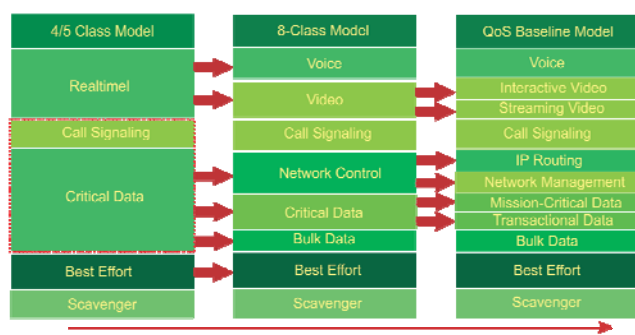 4/5 Class Model
Realtimel
Call Signaling
Critical Data
Best Effort
Scavenger
8-Class Model
Voice
Video
Call Signaling
Network Control
Critical Data
Bulk Data
Best Effort
Scavenger
QoS Baseline Model
Voice
Interactive Video
Streaming Video
Call Signaling
IP Routing
Network Management
Mission-Critical Data
Transactional Data
Bulk Data
Best Effort
Scavenger